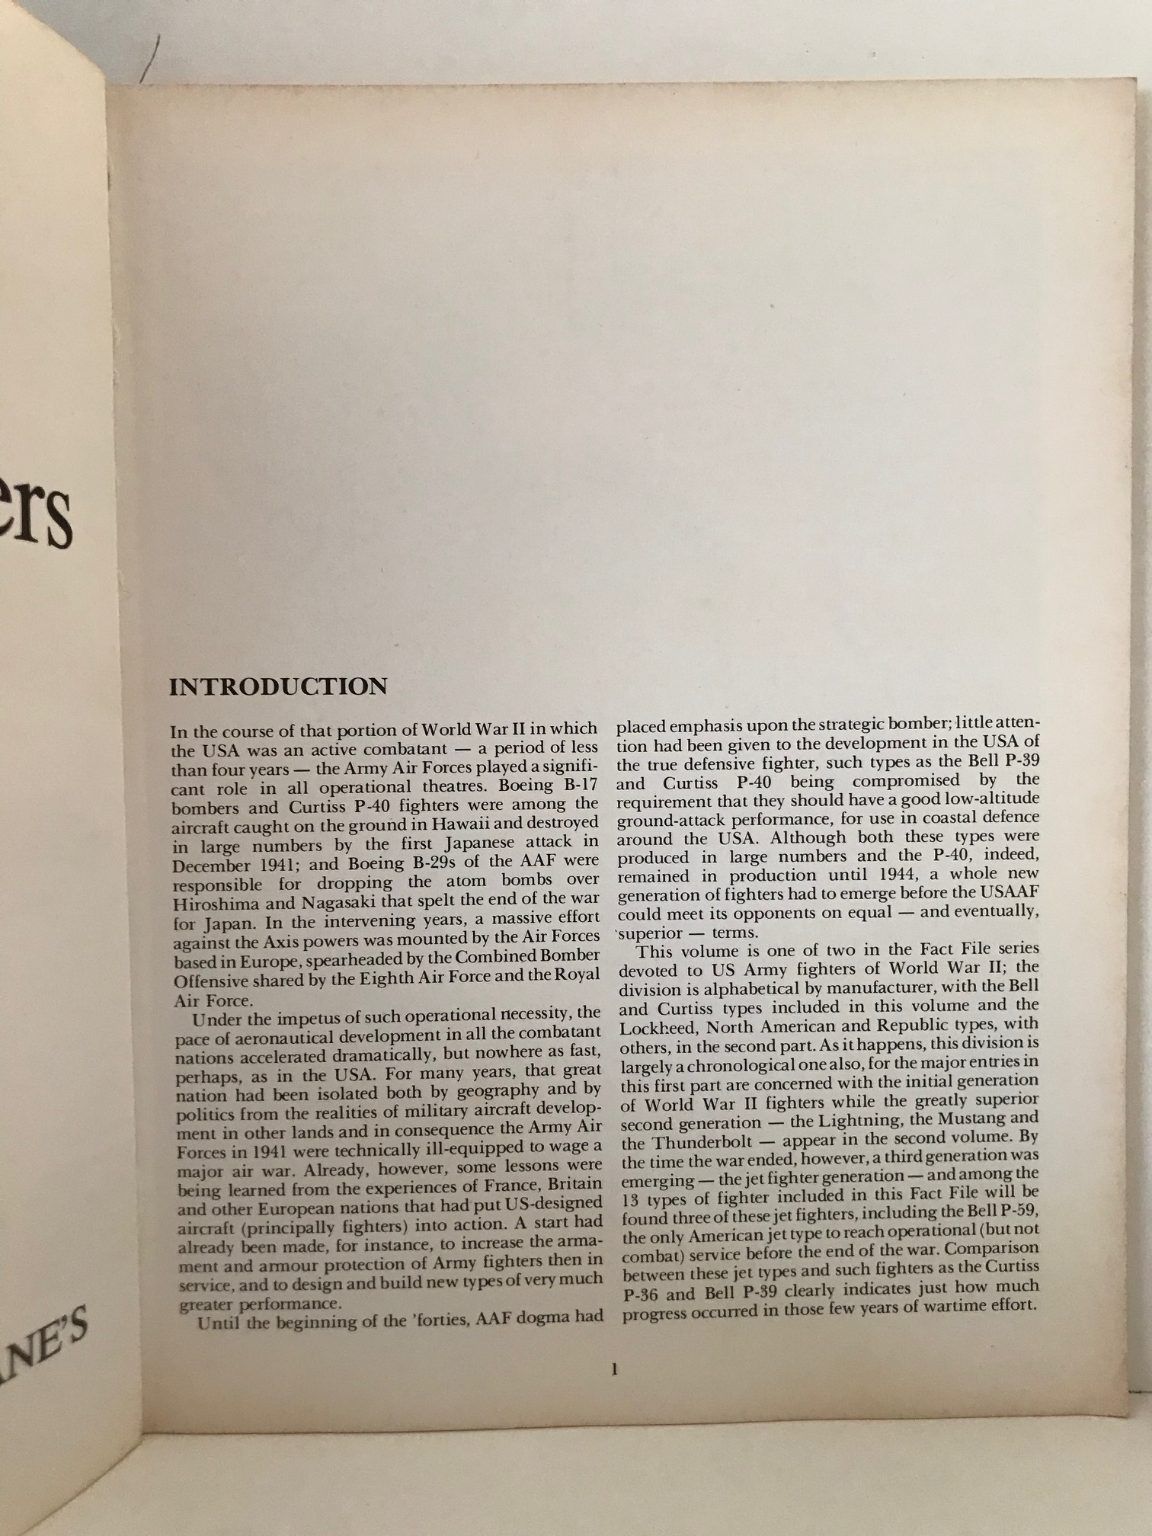 ers
ANE'S
INTRODUCTION
In the course of that portion of World War II in which
the USA was an active combatant — a period of less
than four years — the Army Air Forces played a signifi-
cant role in all operational theatres. Boeing B-17
bombers and Curtiss P-40 fighters were among the
aircraft caught on the ground in Hawaii and destroyed
in large numbers by the first Japanese attack in
December 1941; and Boeing B-29s of the AAF were
responsible for dropping the atom bombs over
Hiroshima and Nagasaki that spelt the end of the war
for Japan. In the intervening years, a massive effort
against the Axis powers was mounted by the Air Forces
based in Europe, spearheaded by the Combined Bomber
Offensive shared by the Eighth Air Force and the Royal
Air Force.
Under the impetus of such operational necessity, the
pace of aeronautical development in all the combatant
nations accelerated dramatically, but nowhere as fast,
perhaps, as in the USA. For many years, that great
nation had been isolated both by geography and by
politics from the realities of military aircraft develop-
ment in other lands and in consequence the Army Air
Forces in 1941 were technically ill-equipped to wage a
major air war. Already, however, some lessons were
being learned from the experiences of France, Britain
and other European nations that had put US-designed
aircraft (principally fighters) into action. A start had
already been made, for instance, to increase the arma-
ment and armour protection of Army fighters then in
service, and to design and build new types of very much
greater performance.
Until the beginning of the 'forties, AAF dogma had
placed emphasis upon the strategic bomber; little atten-
tion had been given to the development in the USA of
the true defensive fighter, such types as the Bell P-39
and Curtiss P-40 being compromised by the
requirement that they should have a good low-altitude
ground-attack performance, for use in coastal defence
around the USA. Although both these types were
produced in large numbers and the P-40, indeed,
remained in production until 1944, a whole new
generation of fighters had to emerge before the USAAF
could meet its opponents on equal — and eventually,
superior — terms.
This volume is one of two in the Fact File series
devoted to US Army fighters of World War II; the
division is alphabetical by manufacturer, with the Bell
and Curtiss types included in this volume and the
Lockheed, North American and Republic types, with
others, in the second part. As it happens, this division is
largely a chronological one also, for the major entries in
this first part are concerned with the initial generation
of World War II fighters while the greatly superior
second generation — the Lightning, the Mustang and
the Thunderbolt — appear in the second volume. By
the time the war ended, however, a third generation was
emerging — the jet fighter generation — and among the
13 types of fighter included in this Fact File will be
found three of these jet fighters, including the Bell P-59,
the only American jet type to reach operational (but not
combat) service before the end of the war. Comparison
between these jet types and such fighters as the Curtiss
P-36 and Bell P-39 clearly indicates just how much
progress occurred in those few years of wartime effort.
1